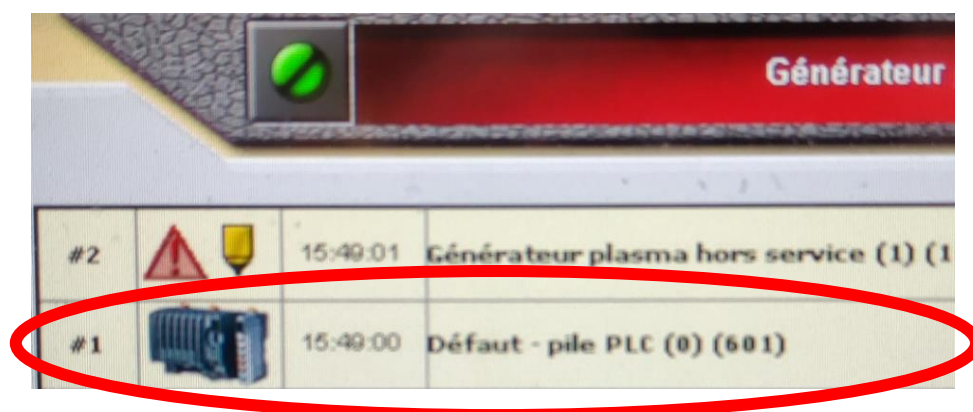 Générateur
#2 15:49:01 Générateur plasma hors service (1) (1
#1 15:49:00 Défaut - pile PLC (0) (601)